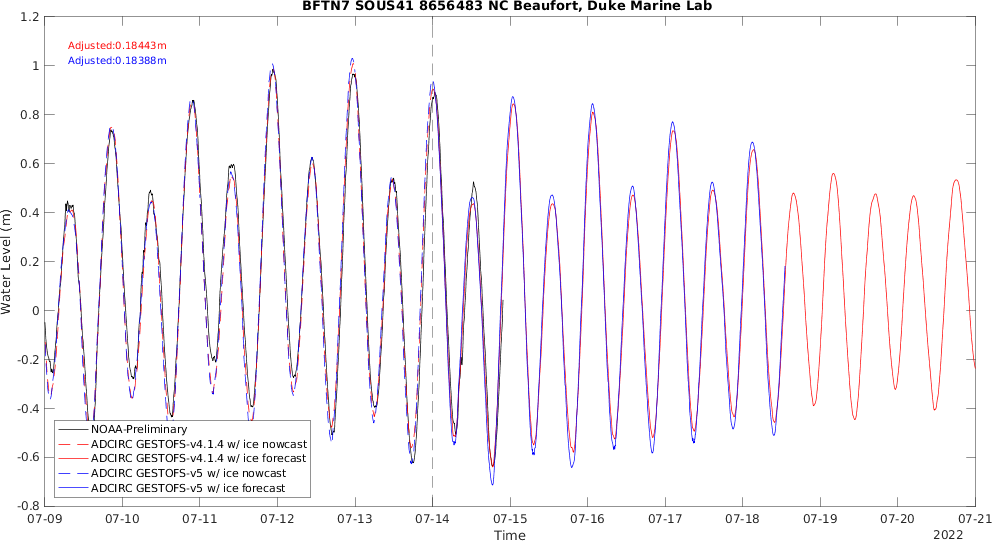 BFTN7 SOUS41 8656483 NC Beaufort, Duke Marine Lab
1.2
1
0.8
0.6
0.4
0.2
0
-0.2
-0.4
-0.6
-0.8
Water Level (m)
Adjusted:0.18443m
Adjusted:0.18388m
NOAA-Preliminary
ADCIRC GESTOFS-v4.1.4 w/ ice nowcast
ADCIRC GESTOFS-v4.1.4 w/ ice forecast
ADCIRC GESTOFS-v5 w/ ice nowcast
ADCIRC GESTOFS-v5 w/ ice forecast
07-09 07-10 07-11 07-12 07-13 07-14 07-15 07-16 07-17 07-18 07-19 07-20 07-21
Time
2022